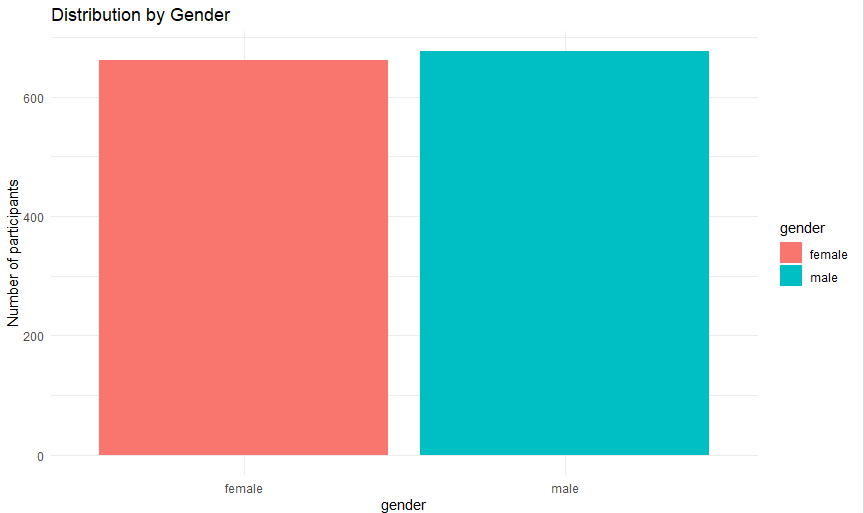 Distribution by Gender
Number of participants
600
400
200
0
female
male
gender
gender
female
male